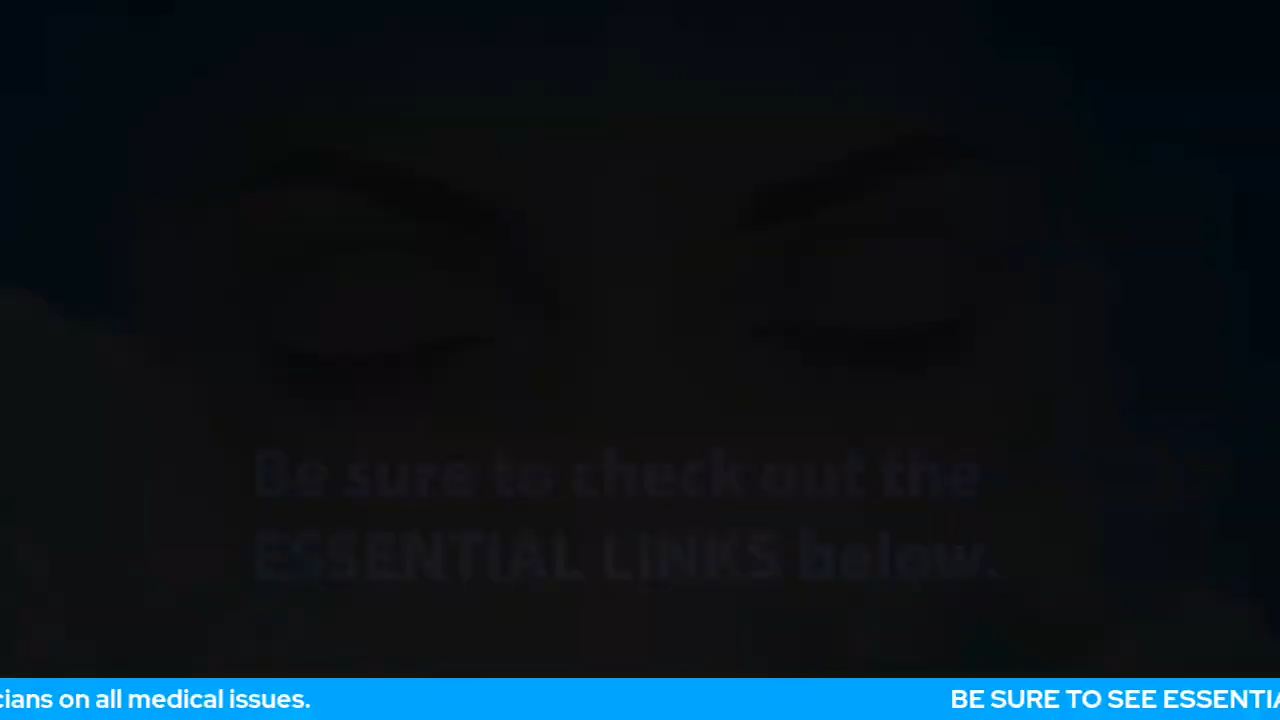 Be sure to check out the
ESSENTIAL LINKS below.
cians on all medical issues. BE SURE TO SEE ESSENTIA